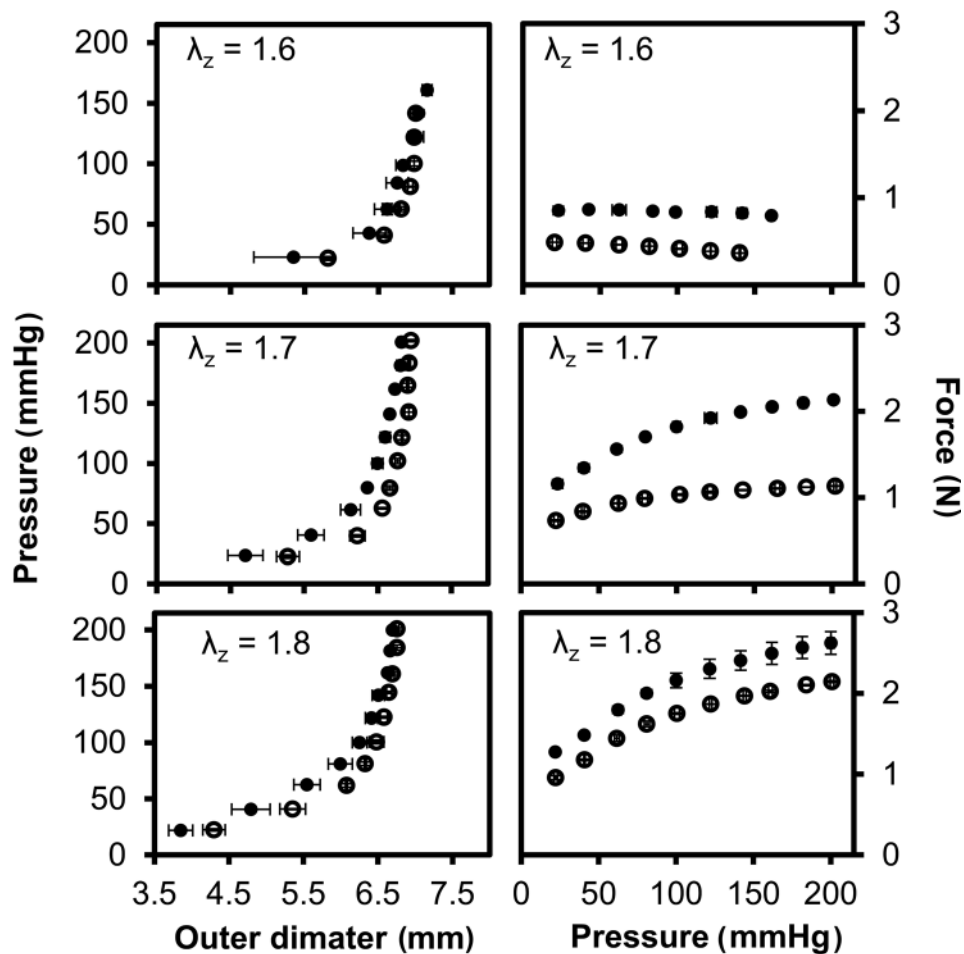 λz = 1.6
200
150
100
50
0
λz = 1.6
3
2
1
0
λz = 1.7
200
150
100
50
0
λz = 1.7
3
2
1
0
λz = 1.8
200
150
100
50
0
λz = 1.8
3
2
1
0
Pressure (mmHg)
Force (N)
3.5 4.5 5.5 6.5 7.5
0 50 100 150 200
Outer dimater (mm)
Pressure (mmHg)